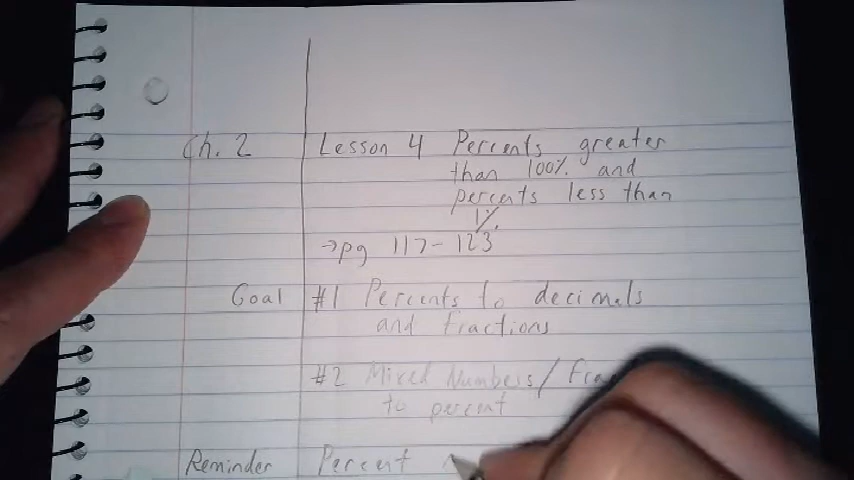 Ch. 2 Lesson 4 Percents greater
than 100% and
percents less than
1%.
→pg 117-123
Goal #1 Percents to decimals
and fractions
#2 Mixed Numbers/
to percent
Reminder Percent